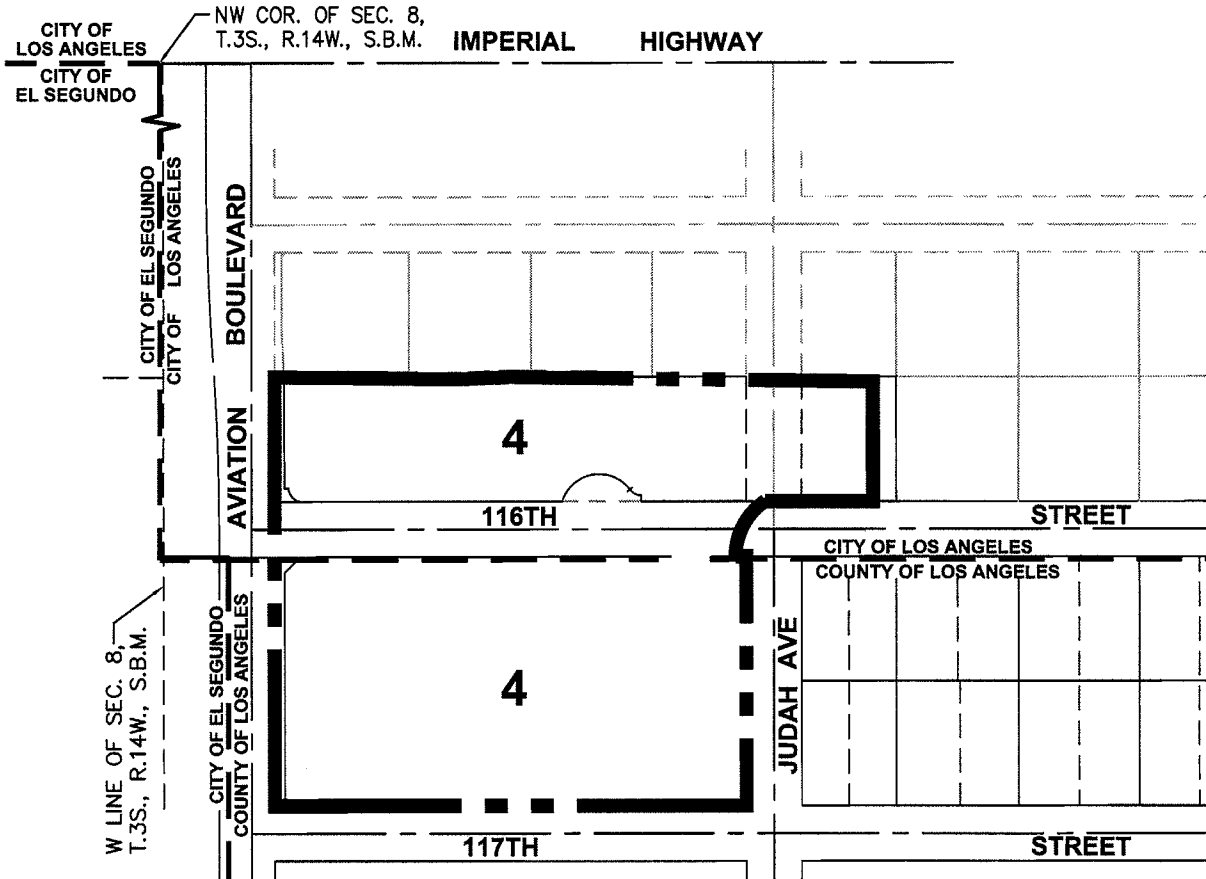 NW COR. OF SEC. 8,
T.3S., R.14W., S.B.M.
CITY OF
LOS ANGELES
CITY OF
EL SEGUNDO
IMPERIAL HIGHWAY
CITY OF EL SEGUNDO
CITY OF LOS ANGELES
AVIATION BOULEVARD
4
116TH STREET
CITY OF LOS ANGELES
COUNTY OF LOS ANGELES
W LINE OF SEC. 8,
T.3S., R.14W., S.B.M.
CITY OF EL SEGUNDO
COUNTY OF LOS ANGELES
4
JUDAH AVE
117TH STREET